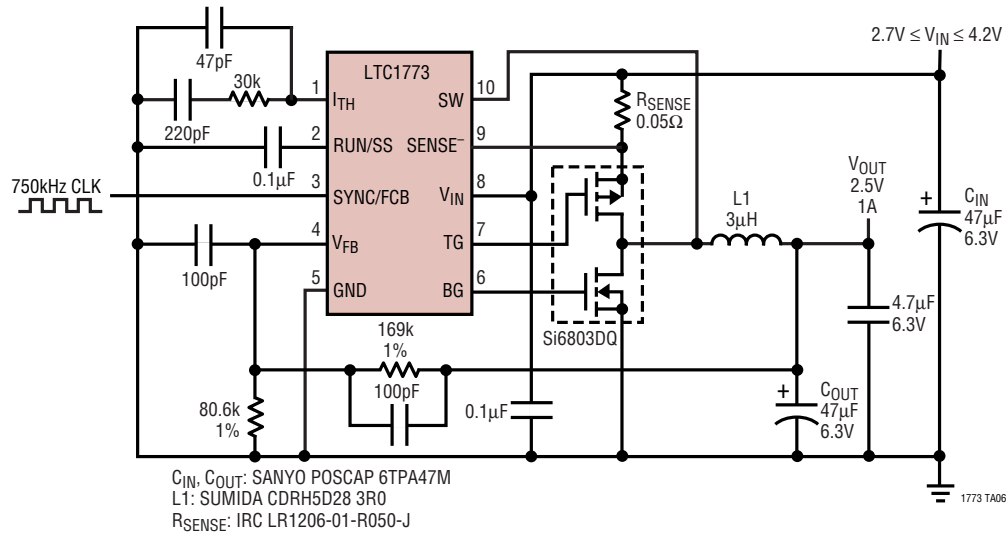 47pF
30k
220pF
0.1µF
750kHz CLK
100pF
LTC1773
1
ITH
2
RUN/SS
3
SYNC/FCB
4
VFB
5
GND
SW
10
SENSE–
9
VIN
8
TG
7
BG
6
2.7V ≤ VIN ≤ 4.2V
RSENSE
0.05Ω
Si6803DQ
L1
3µH
VOUT
2.5V
1A
+
CIN
47µF
6.3V
4.7µF
6.3V
169k
1%
100pF
80.6k
1%
0.1µF
+
COUT
47µF
6.3V
CIN, COUT: SANYO POSCAP 6TPA47M
L1: SUMIDA CDRH5D28 3R0
RSENSE: IRC LR1206-01-R050-J
1773 TA06